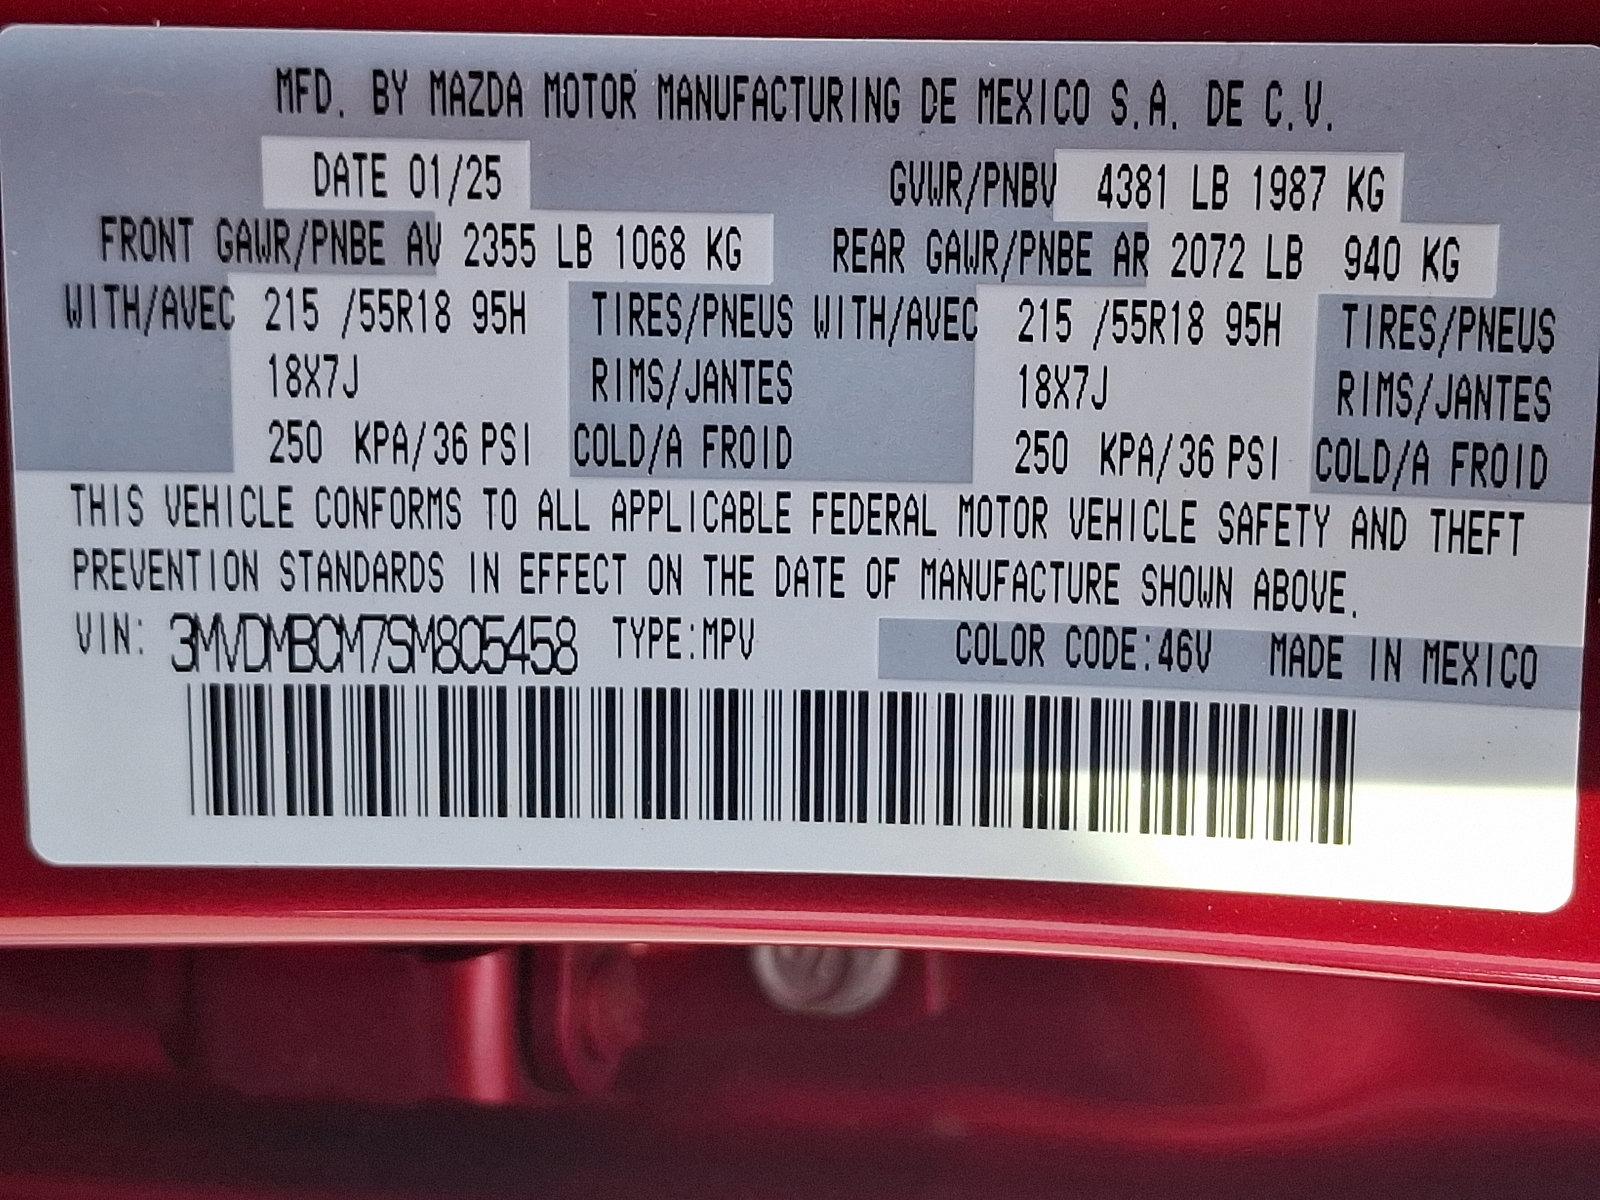 MFD. BY MAZDA MOTOR MANUFACTURING DE MEXICO S.A. DE C.V.
DATE 01/25 GVWR/PNBV 4381 LB 1987 KG
FRONT GAWR/PNBE AV 2355 LB 1068 KG REAR GAWR/PNBE AR 2072 LB 940 KG
WITH/AVEC 215 /55R18 95H TIRES/PNEUS WITH/AVEC 215 /55R18 95H TIRES/PNEUS
18X7J RIMS/JANTES 18X7J RIMS/JANTES
250 KPA/36 PSI COLD/A FROID 250 KPA/36 PSI COLD/A FROID
THIS VEHICLE CONFORMS TO ALL APPLICABLE FEDERAL MOTOR VEHICLE SAFETY AND THEFT
PREVENTION STANDARDS IN EFFECT ON THE DATE OF MANUFACTURE SHOWN ABOVE.
VIN: 3MVDMBCM7SM805458 TYPE:MPV COLOR CODE:46V MADE IN MEXICO